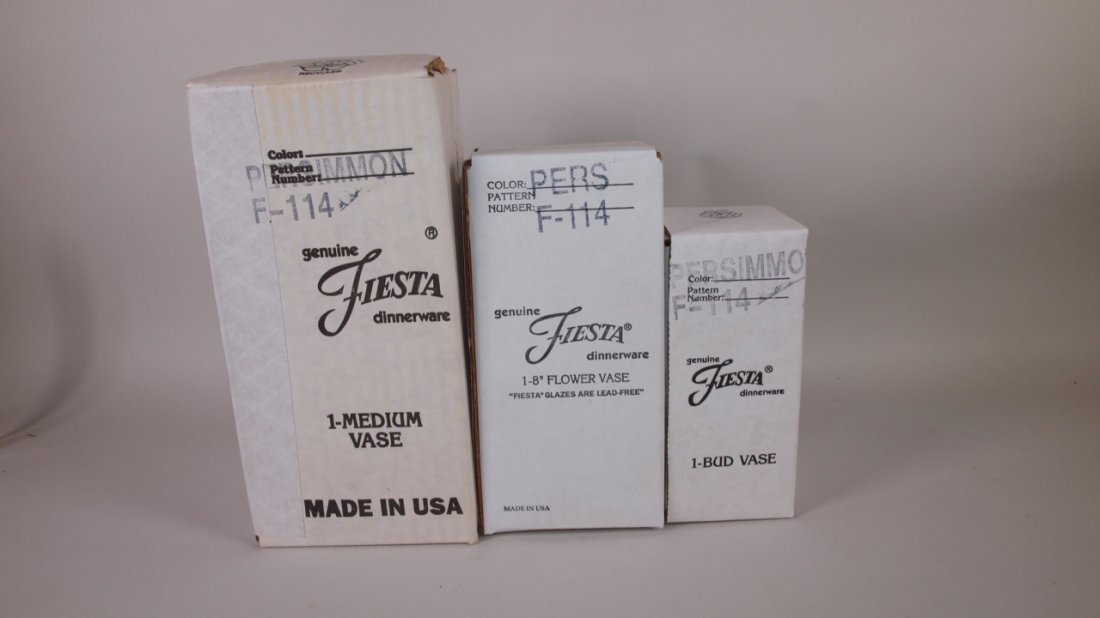 RECYCLED
Color:
PERSIMMON
Pattern
Number:
F-114
genuine
FIESTA ®
dinnerware
1-MEDIUM
VASE
MADE IN USA
COLOR: PERS
PATTERN
NUMBER: F-114
genuine
FIESTA®
dinnerware
1-8" FLOWER VASE
"FIESTA" GLAZES ARE LEAD-FREE"
MADE IN USA
PERSIMMO
Color:
Pattern
Number:
F-114
genuine
FIESTA®
dinnerware
1-BUD VASE